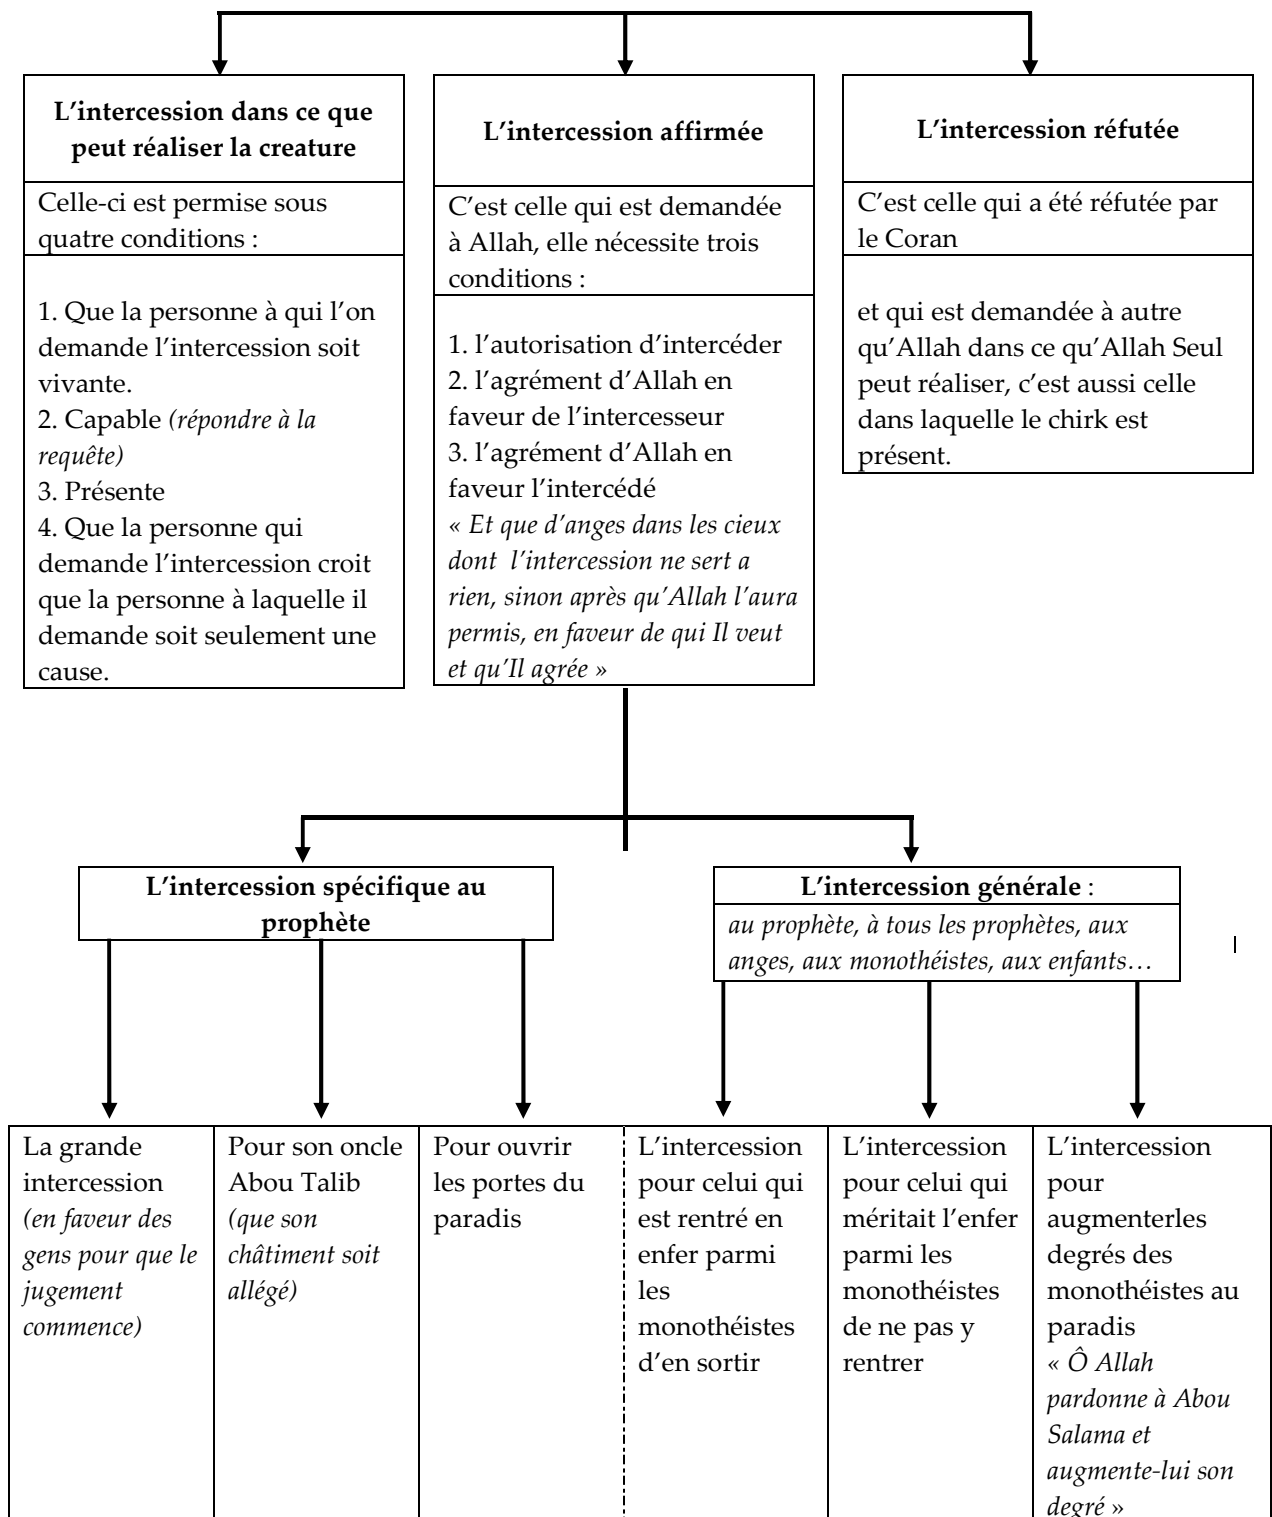 L’intercession dans ce que
peut réaliser la creature
Celle-ci est permise sous
quatre conditions :
1. Que la personne à qui l’on
demande l’intercession soit
vivante.
2. Capable (répondre à la
requête)
3. Présente
4. Que la personne qui
demande l’intercession croit
que la personne à laquelle il
demande soit seulement une
cause.
L’intercession affirmée
C’est celle qui est demandée
à Allah, elle nécessite trois
conditions :
1. l’autorisation d’intercéder
2. l’agrément d’Allah en
faveur de l’intercesseur
3. l’agrément d’Allah en
faveur l’intercédé
« Et que d’anges dans les cieux
dont l’intercession ne sert a
rien, sinon après qu’Allah l’aura
permis, en faveur de qui Il veut
et qu’Il agrée »
L’intercession réfutée
C’est celle qui a été réfutée par
le Coran
et qui est demandée à autre
qu’Allah dans ce qu’Allah Seul
peut réaliser, c’est aussi celle
dans laquelle le chirk est
présent.
L’intercession spécifique au
prophète
L’intercession générale :
au prophète, à tous les prophètes, aux
anges, aux monothéistes, aux enfants…
La grande
intercession
(en faveur des
gens pour que le
jugement
commence)
Pour son oncle
Abou Talib
(que son
châtiment soit
allégé)
Pour ouvrir
les portes du
paradis
L’intercession
pour celui qui
est rentré en
enfer parmi
les
monothéistes
d’en sortir
L’intercession
pour celui qui
méritait l’enfer
parmi les
monothéistes
de ne pas y
rentrer
L’intercession
pour
augmenterles
degrés des
monothéistes au
paradis
« Ô Allah
pardonne à Abou
Salama et
augmente-lui son
degré »